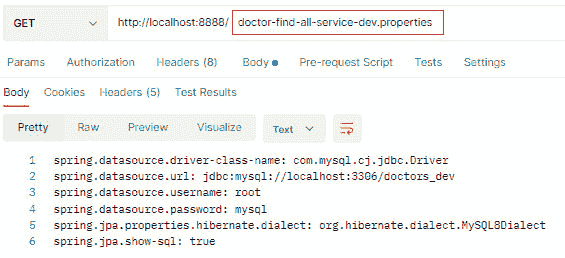 GET http://localhost:8888/ doctor-find-all-service-dev.properties
Params Authorization Headers (8) Body Pre-request Script Tests Settings
Body Cookies Headers (5) Test Results
Pretty Raw Preview Visualize Text
1 spring.datasource.driver-class-name: com.mysql.cj.jdbc.Driver
2 spring.datasource.url: jdbc:mysql://localhost:3306/doctors_dev
3 spring.datasource.username: root
4 spring.datasource.password: mysql
5 spring.jpa.properties.hibernate.dialect: org.hibernate.dialect.MySQL8Dialect
6 spring.jpa.show-sql: true